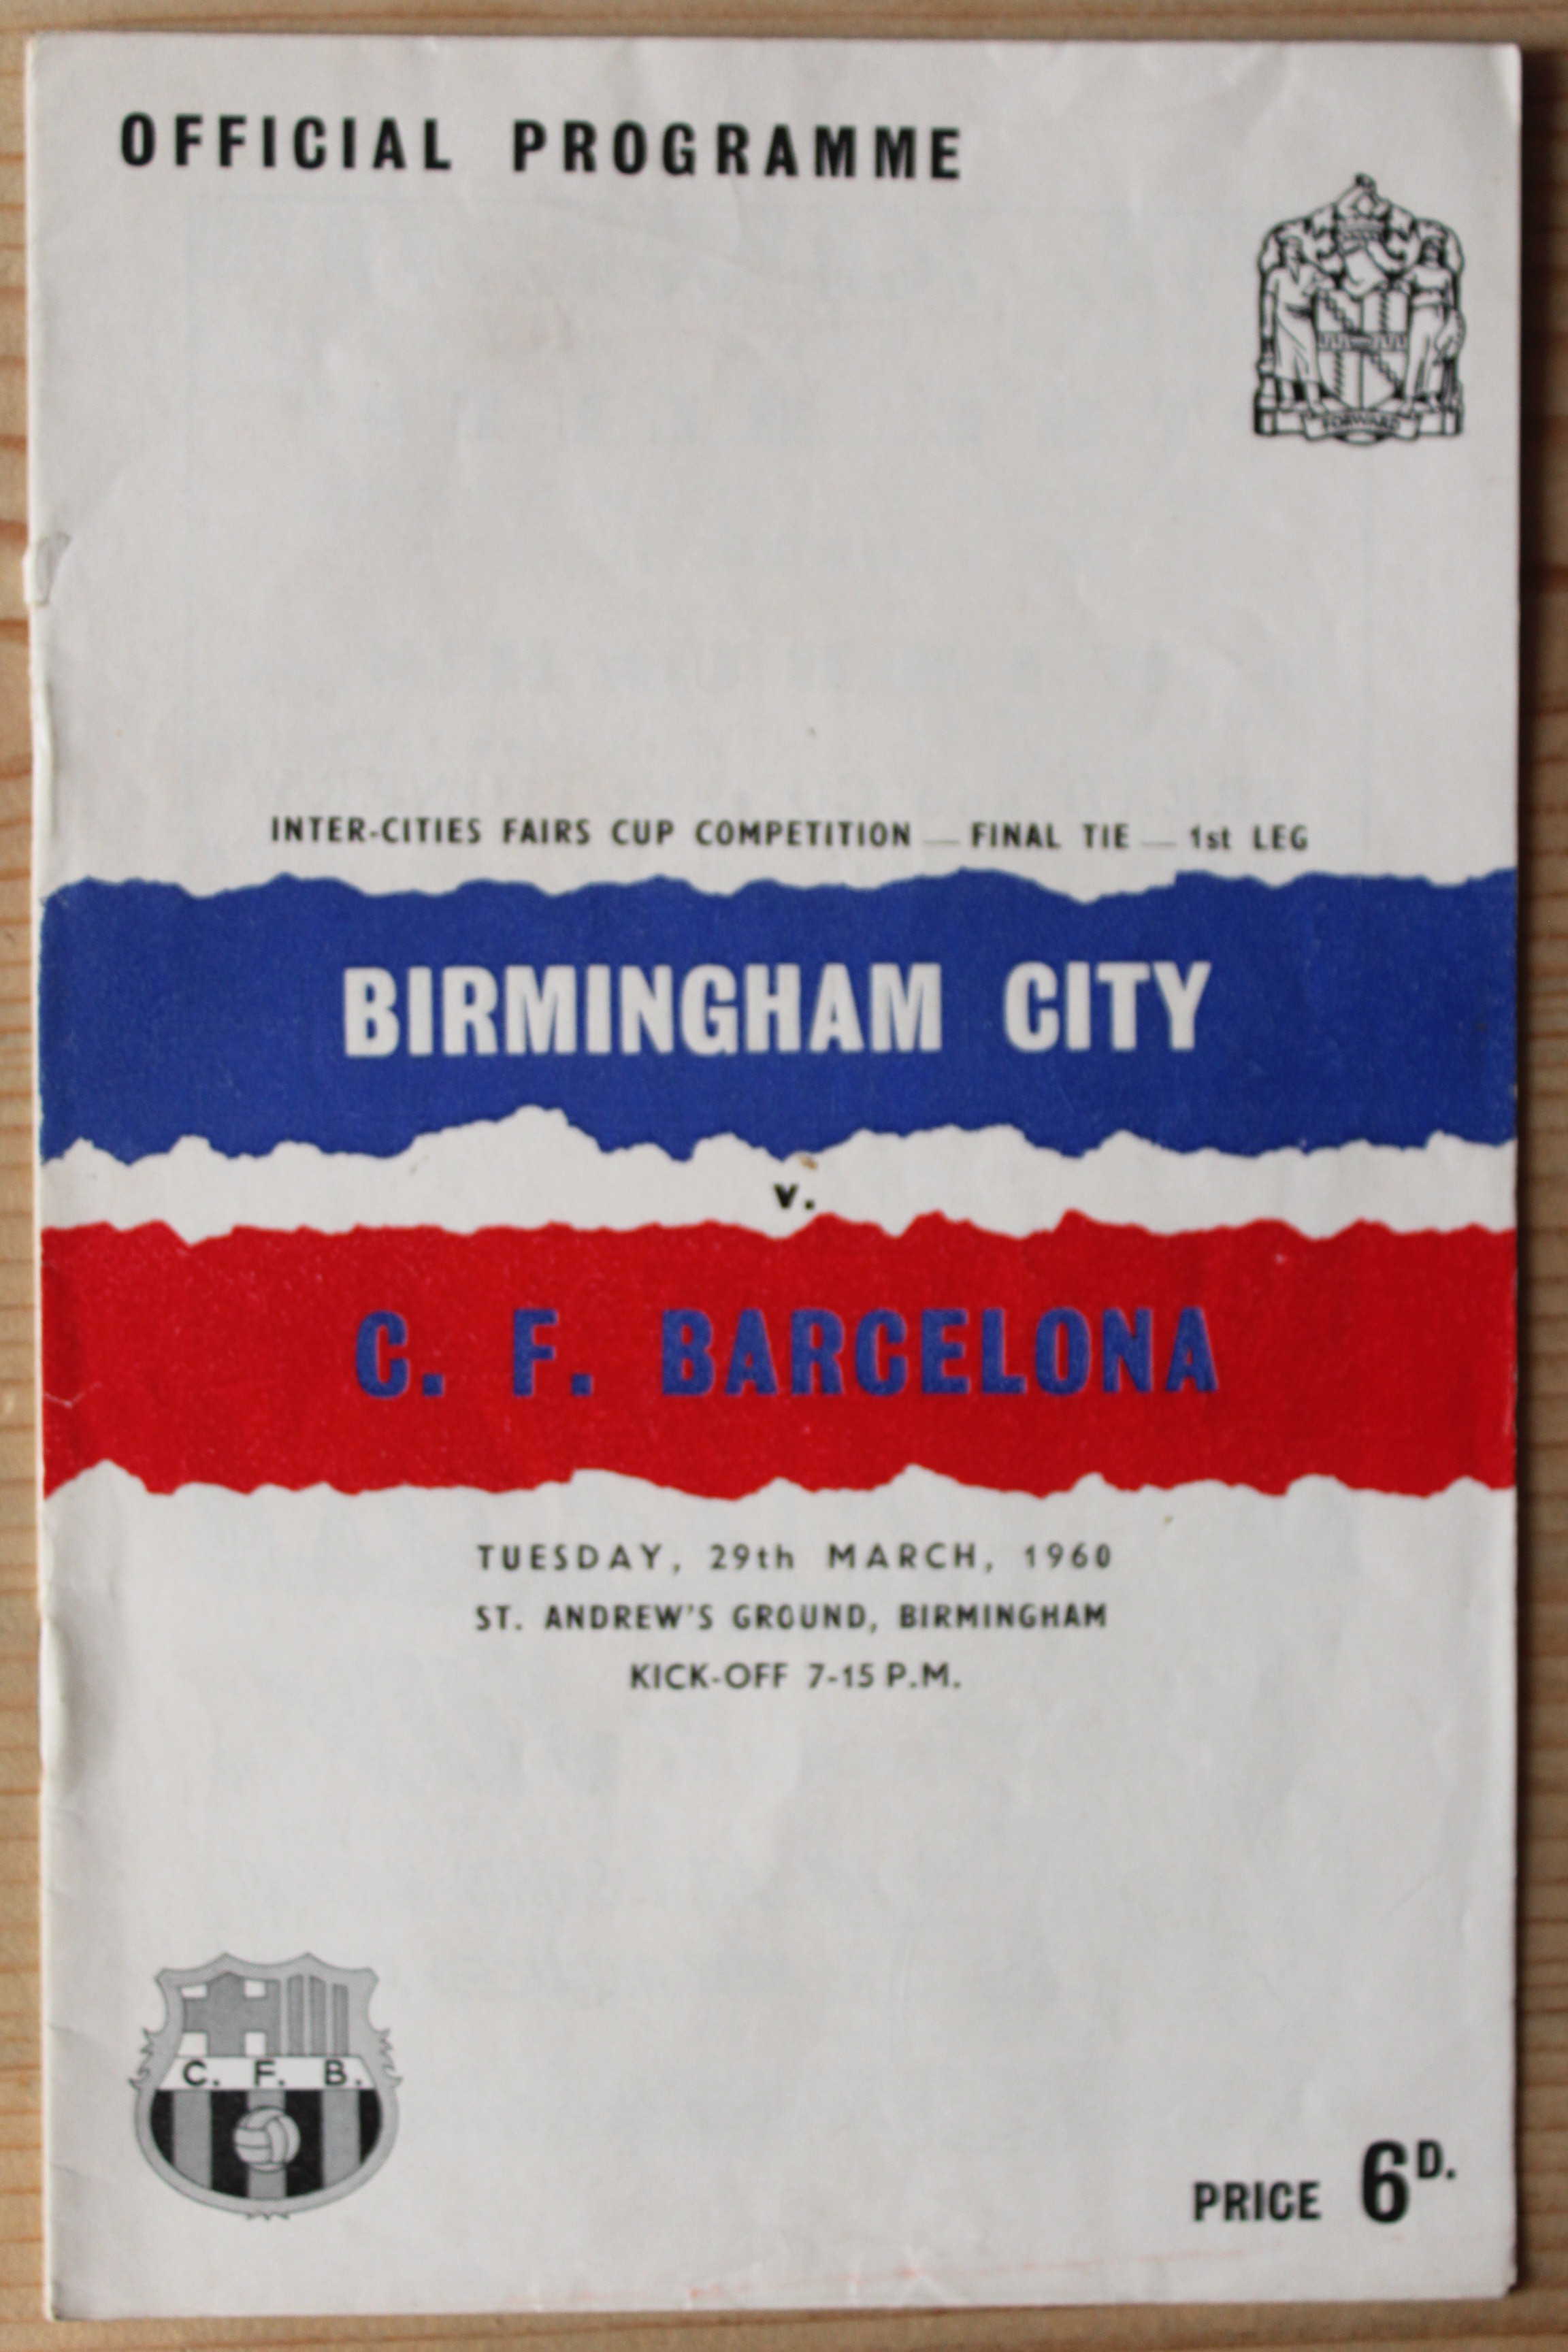 OFFICIAL PROGRAMME
FORWARD
INTER-CITIES FAIRS CUP COMPETITION — FINAL TIE — 1st LEG
BIRMINGHAM CITY
v.
C. F. BARCELONA
TUESDAY, 29th MARCH, 1960
ST. ANDREW'S GROUND, BIRMINGHAM
KICK-OFF 7-15 P.M.
C. F. B.
PRICE 6D.